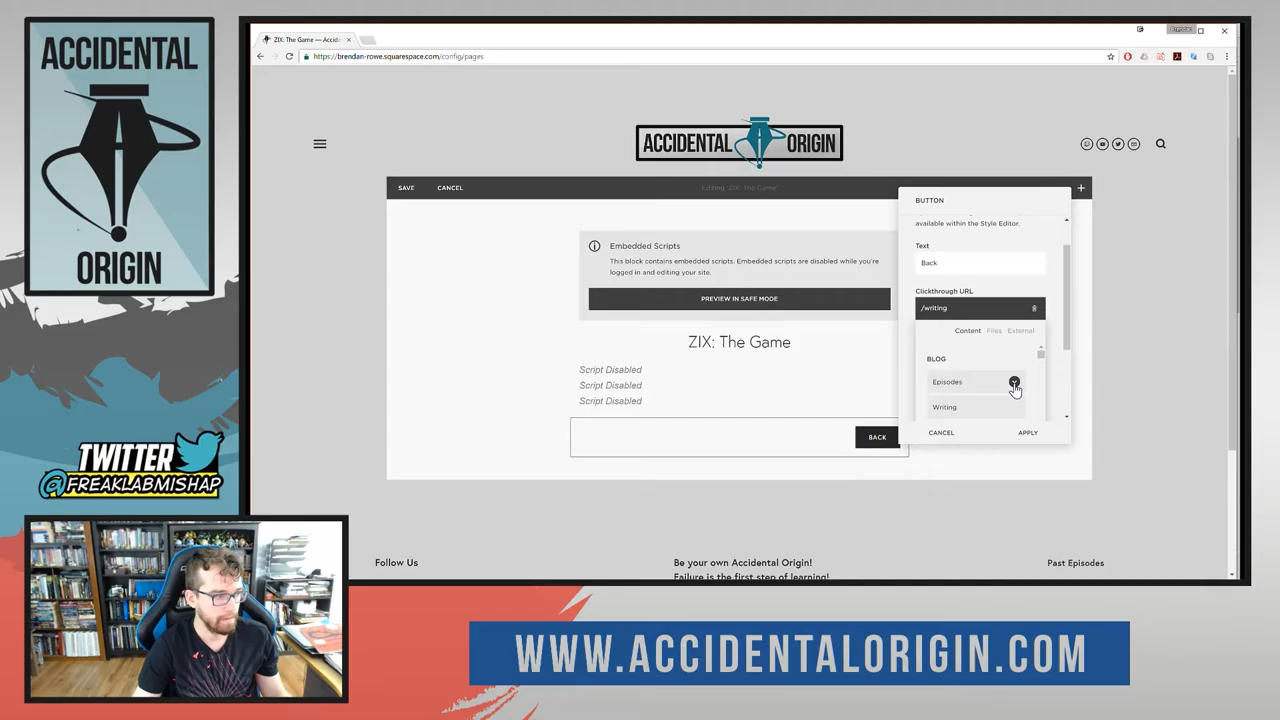 ACCIDENTAL
ORIGIN
ZIX: The Game — Accid
https://brendan-rowe.squarespace.com/config/pages
ACCIDENTAL ORIGIN
SAVE CANCEL Editing 'ZIX: The Game'
Embedded Scripts
This block contains embedded scripts. Embedded scripts are disabled while you're
logged in and editing your site.
PREVIEW IN SAFE MODE
ZIX: The Game
Script Disabled
Script Disabled
Script Disabled
BACK
BUTTON
available within the Style Editor.
Text
Back
Clickthrough URL
/writing
Content Files External
BLOG
Episodes
Writing
CANCEL APPLY
Follow Us
Be your own Accidental Origin!
Failure is the first step of learning!
Past Episodes
TWITTER
@FREAKLABMISHAP
WWW.ACCIDENTALORIGIN.COM